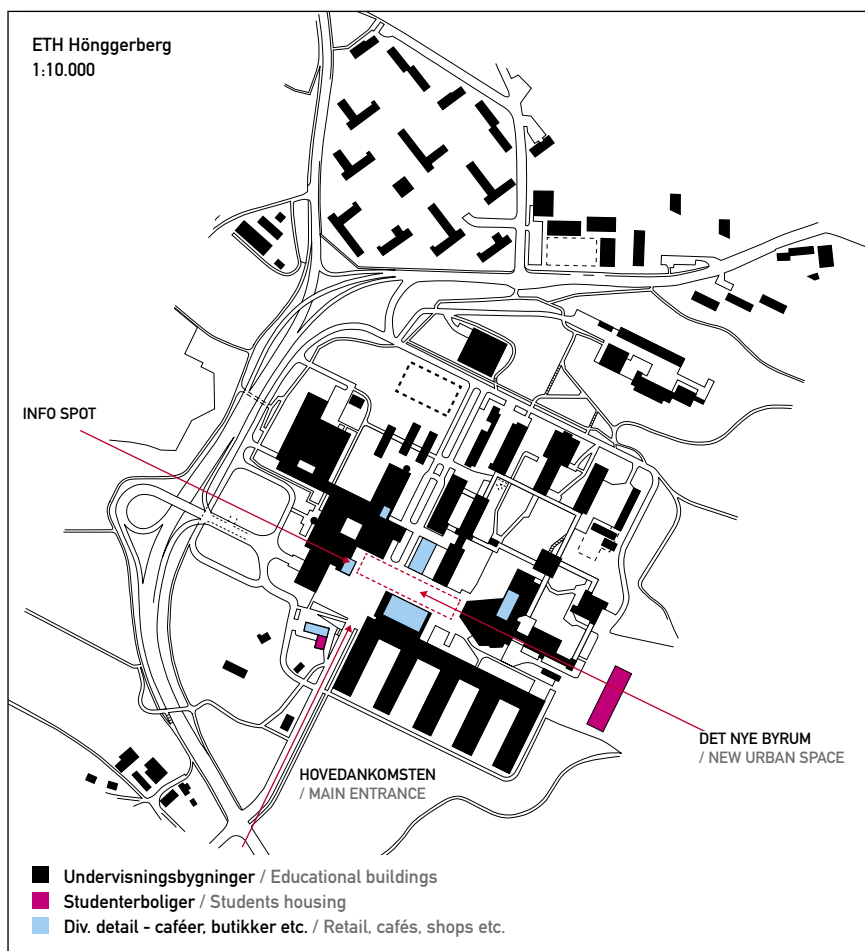 ETH Hönggerberg
1:10.000
INFO SPOT
DET NYE BYRUM
/ NEW URBAN SPACE
HOVEDANKOMSTEN
/ MAIN ENTRANCE
Undervisningsbygninger / Educational buildings
Studenterboliger / Students housing
Div. detail - caféer, butikker etc. / Retail, cafés, shops etc.